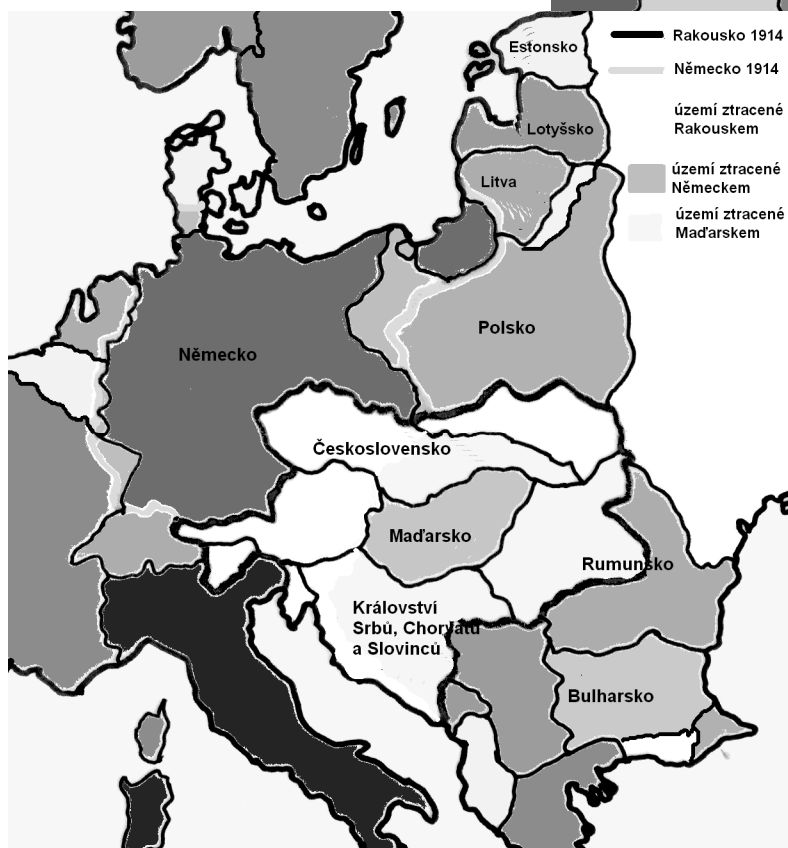 Estonsko
Rakousko 1914
Německo 1914
území ztracené
Rakouskem
Lotyšsko
území ztracené
Německem
Litva
území ztracené
Maďarskem
Polsko
Německo
Československo
Maďarsko
Rumunsko
Království
Srbů, Chorvatů
a Slovinců
Bulharsko